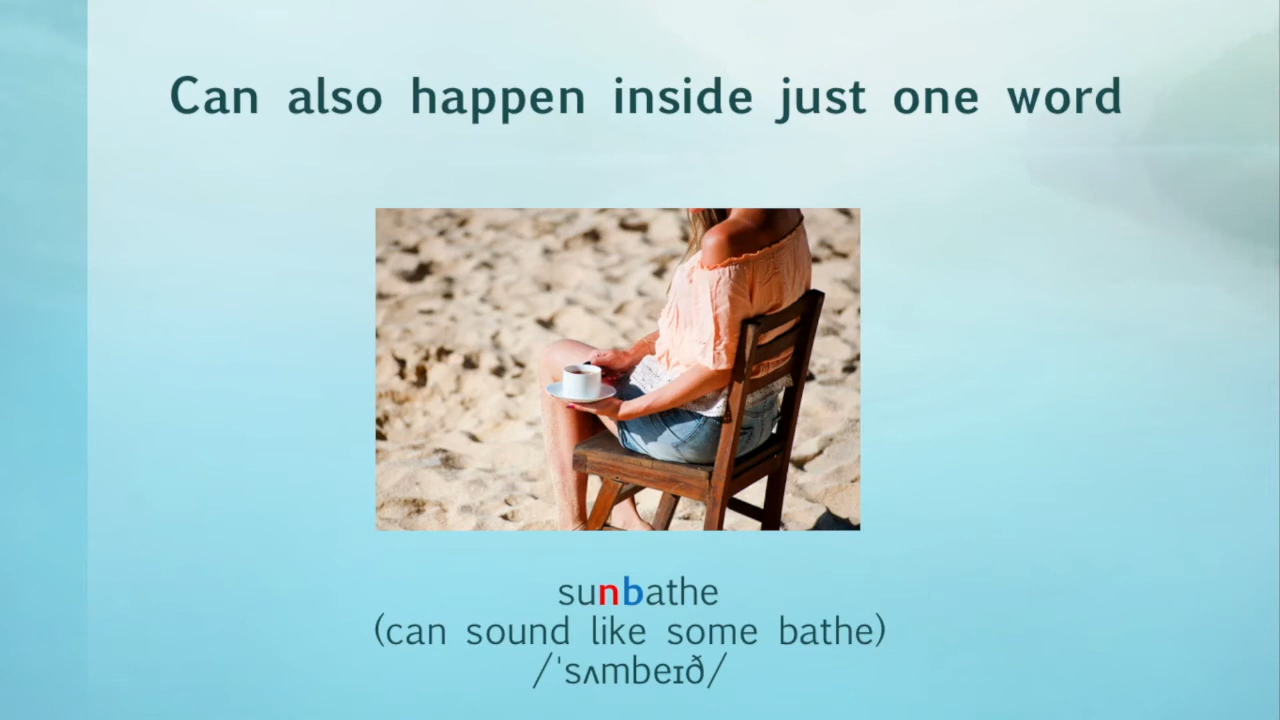 Can also happen inside just one word
sunbathe
(can sound like some bathe)
/ˈsʌmbeɪð/